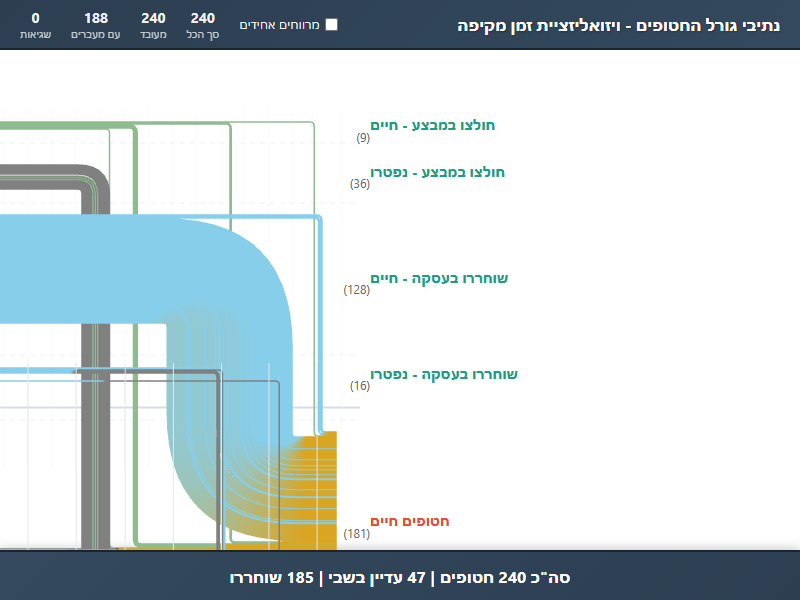 נתיבי גורל החטופים - ויזואליזציית זמן מקיפה
מרווחים אחידים
240
סך הכל
240
מעובד
188
עם מעברים
0
שגיאות
חולצו במבצע - חיים
(9)
חולצו במבצע - נפטרו
(36)
שוחררו בעסקה - חיים
(128)
שוחררו בעסקה - נפטרו
(16)
חטופים חיים
(181)
סה"כ 240 חטופים | 47 עדיין בשבי | 185 שוחררו